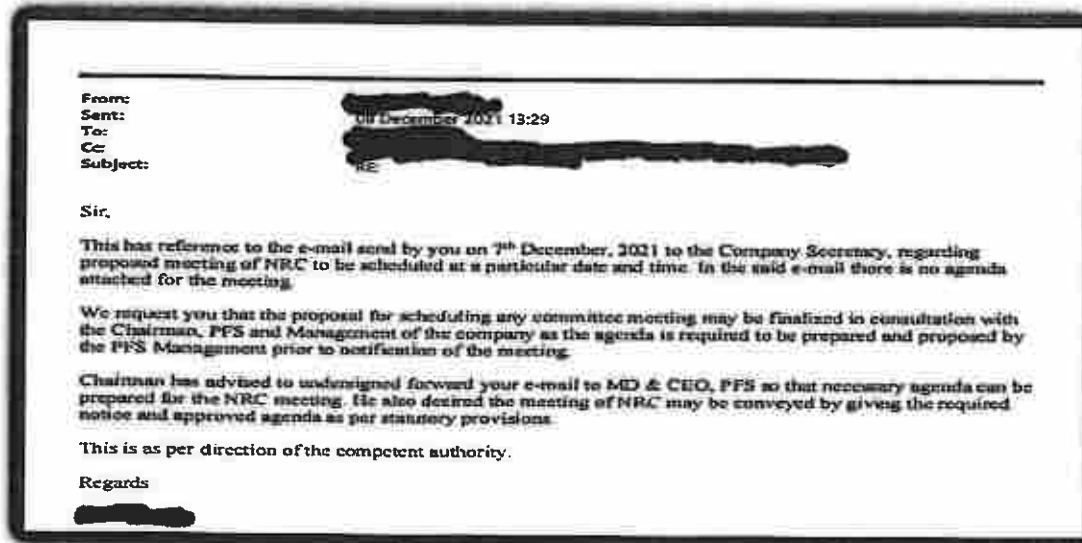 From:
Sent: 08 December 2021 13:29
To:
Cc:
Subject: RE:
Sir,
This has reference to the e-mail send by you on 7th December, 2021 to the Company Secretary, regarding
proposed meeting of NRC to be scheduled at a particular date and time. In the said e-mail there is no agenda
attached for the meeting.
We request you that the proposal for scheduling any committee meeting may be finalized in consultation with
the Chairman, PFS and Management of the company as the agenda is required to be prepared and proposed by
the PFS Management prior to notification of the meeting.
Chairman has advised to undersigned forward your e-mail to MD & CEO, PFS so that necessary agenda can be
prepared for the NRC meeting. He also desired the meeting of NRC may be conveyed by giving the required
notice and approved agenda as per statutory provisions.
This is as per direction of the competent authority.
Regards